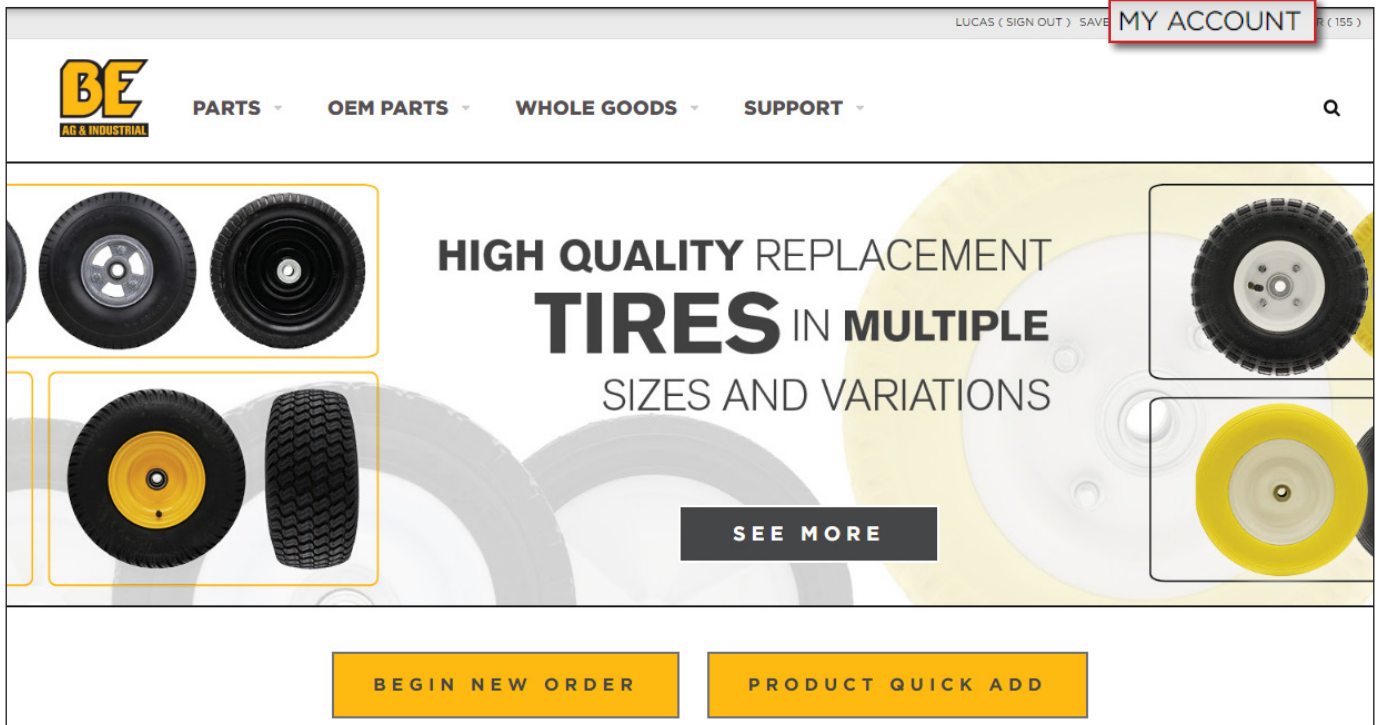 LUCAS ( SIGN OUT ) SAVE MY ACCOUNT R ( 155 )
BE
AG & INDUSTRIAL
PARTS OEM PARTS WHOLE GOODS SUPPORT
HIGH QUALITY REPLACEMENT
TIRES IN MULTIPLE
SIZES AND VARIATIONS
SEE MORE
BEGIN NEW ORDER PRODUCT QUICK ADD